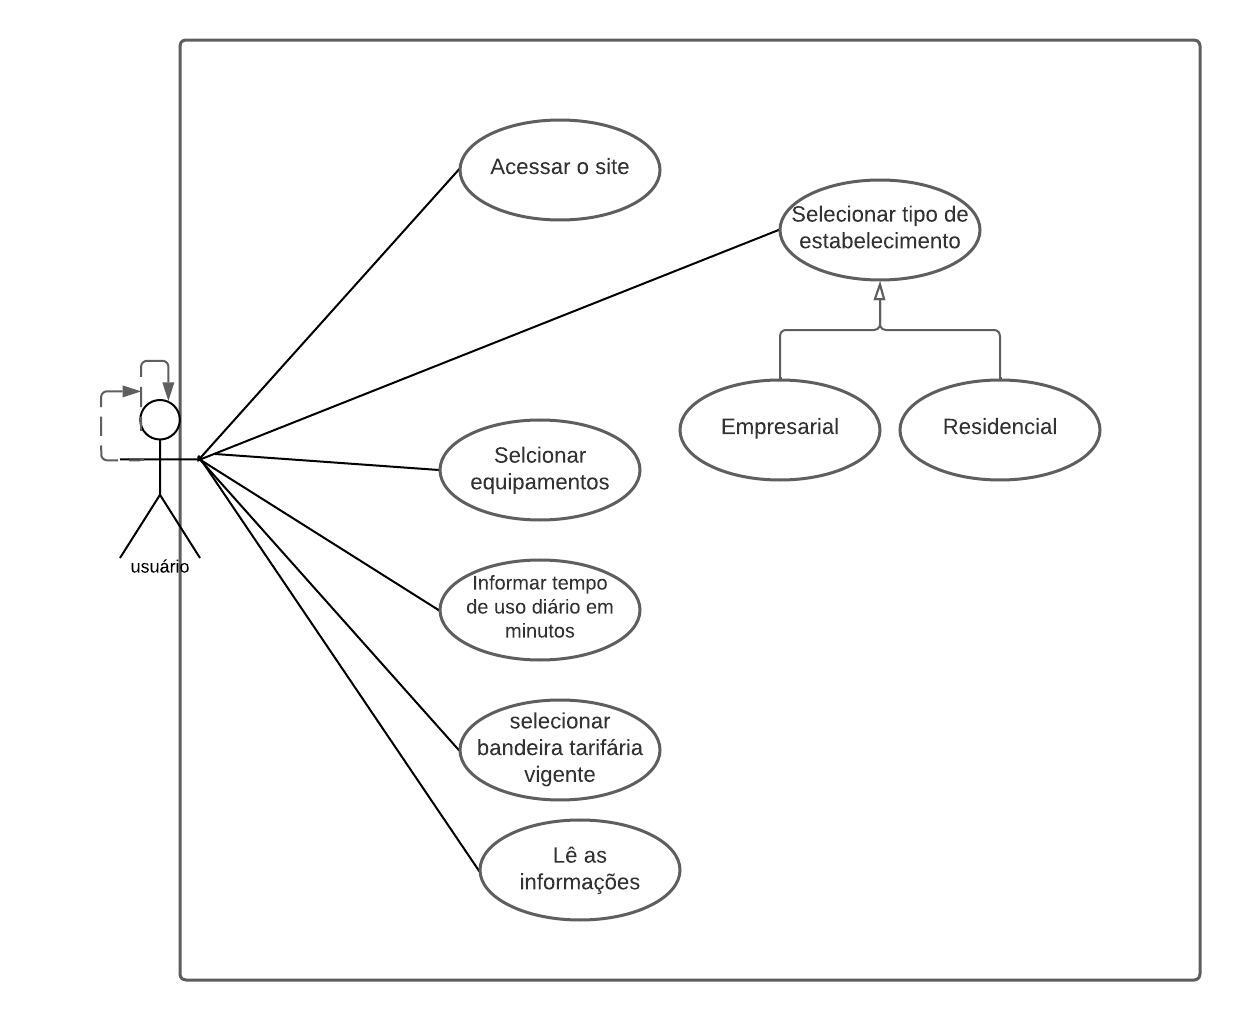 Acessar o site
Selecionar tipo de
estabelecimento
Empresarial
Residencial
Selcionar
equipamentos
usuário
Informar tempo
de uso diário em
minutos
selecionar
bandeira tarifária
vigente
Lê as
informações